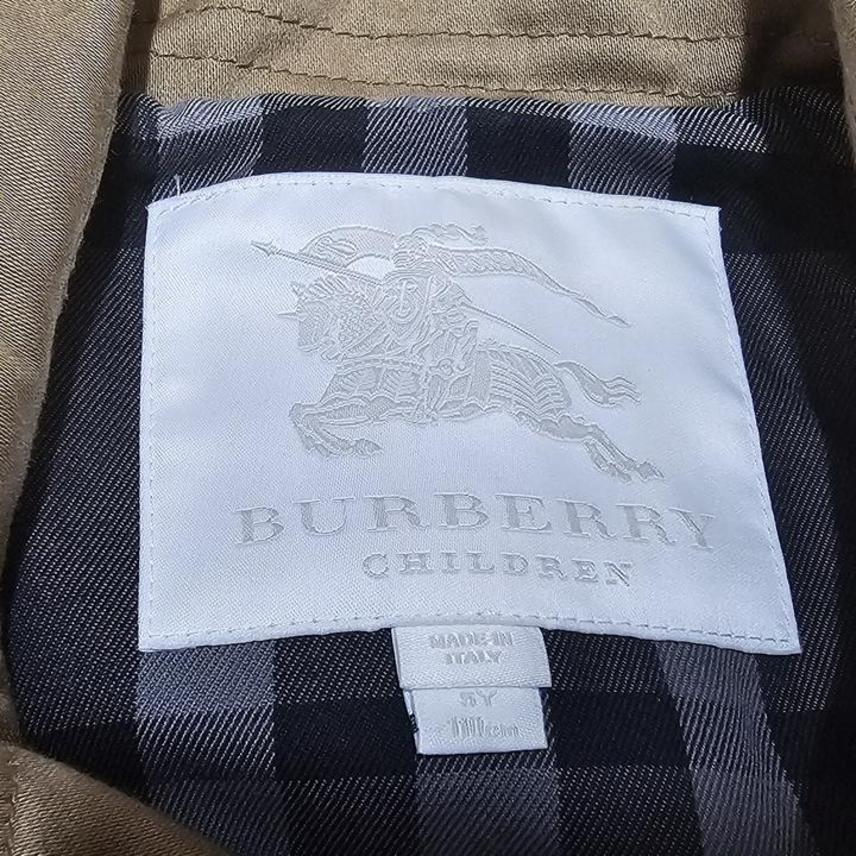 BURBERRY
CHILDREN
MADE IN
ITALY
5Y
110cm